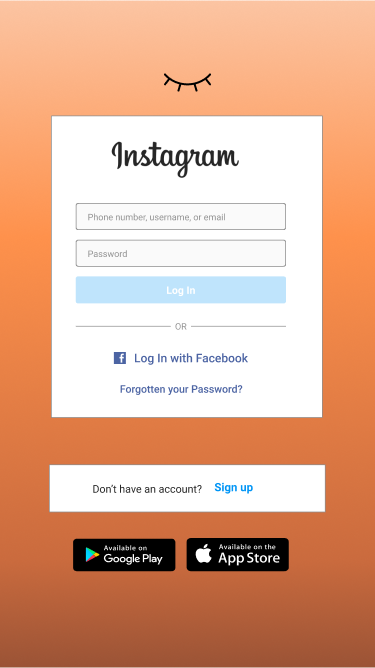 Instagram
Phone number, username, or email
Password
Log In
OR
Log In with Facebook
Forgotten your Password?
Don't have an account? Sign up
Available on
Google Play
Available on the
App Store